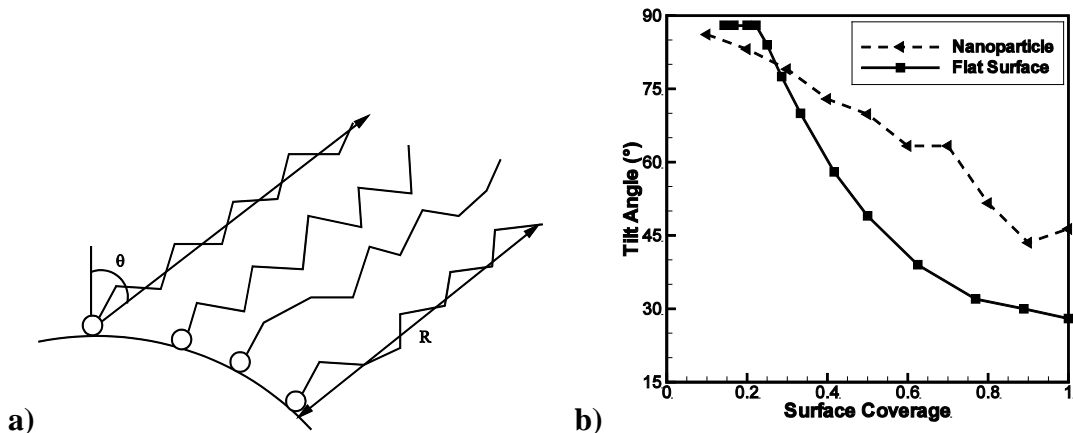 θ
R
a)
90
75
60
45
30
15
Tilt Angle (°)
Nanoparticle
Flat Surface
0.
0.2
0.4
0.6
0.8
1.
Surface Coverage
b)